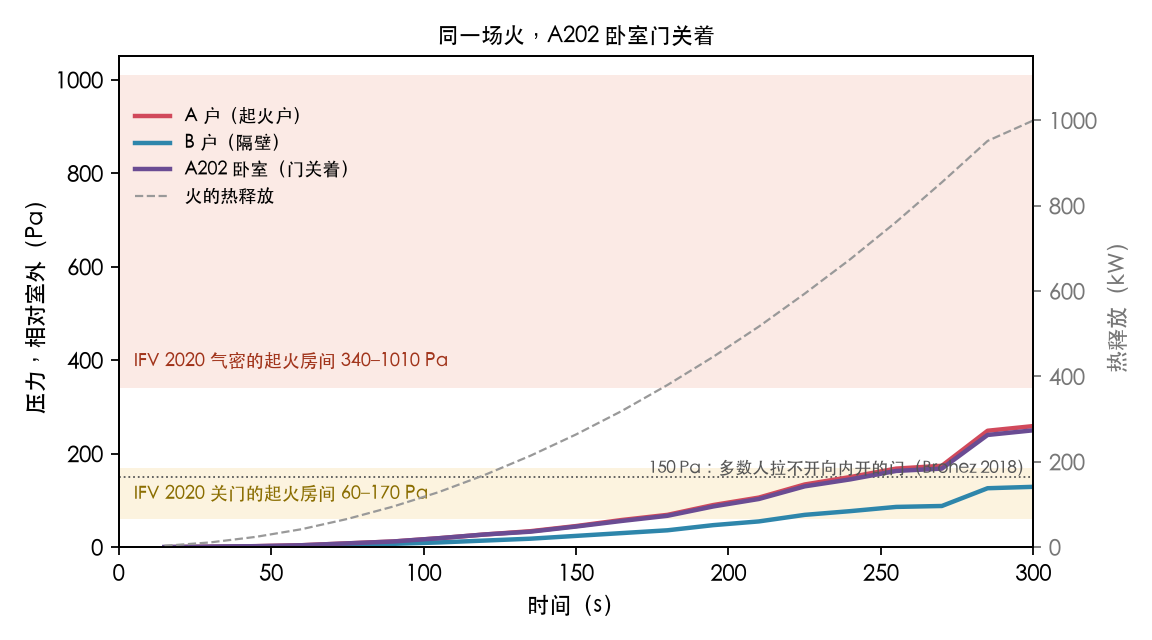 同一场火，A202 卧室门关着
1000
800
600
400
200
0
压力，相对室外（Pa）
A 户（起火户）
B 户（隔壁）
A202 卧室（门关着）
火的热释放
IFV 2020 气密的起火房间 340–1010 Pa
150 Pa：多数人拉不开向内开的门（Brohez 2018）
IFV 2020 关门的起火房间 60–170 Pa
1000
800
600
400
200
0
热释放（kW）
0
50
100
150
200
250
300
时间（s）